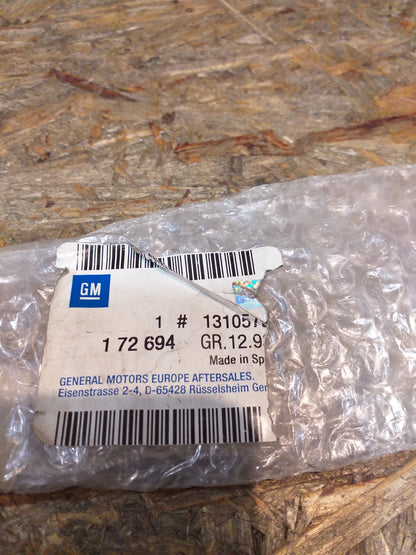 GM
1 # 131057
1 72 694 GR.12.9
Made in Sp
GENERAL MOTORS EUROPE AFTERSALES,
Eisenstrasse 2-4, D-65428 Rüsselsheim Ger